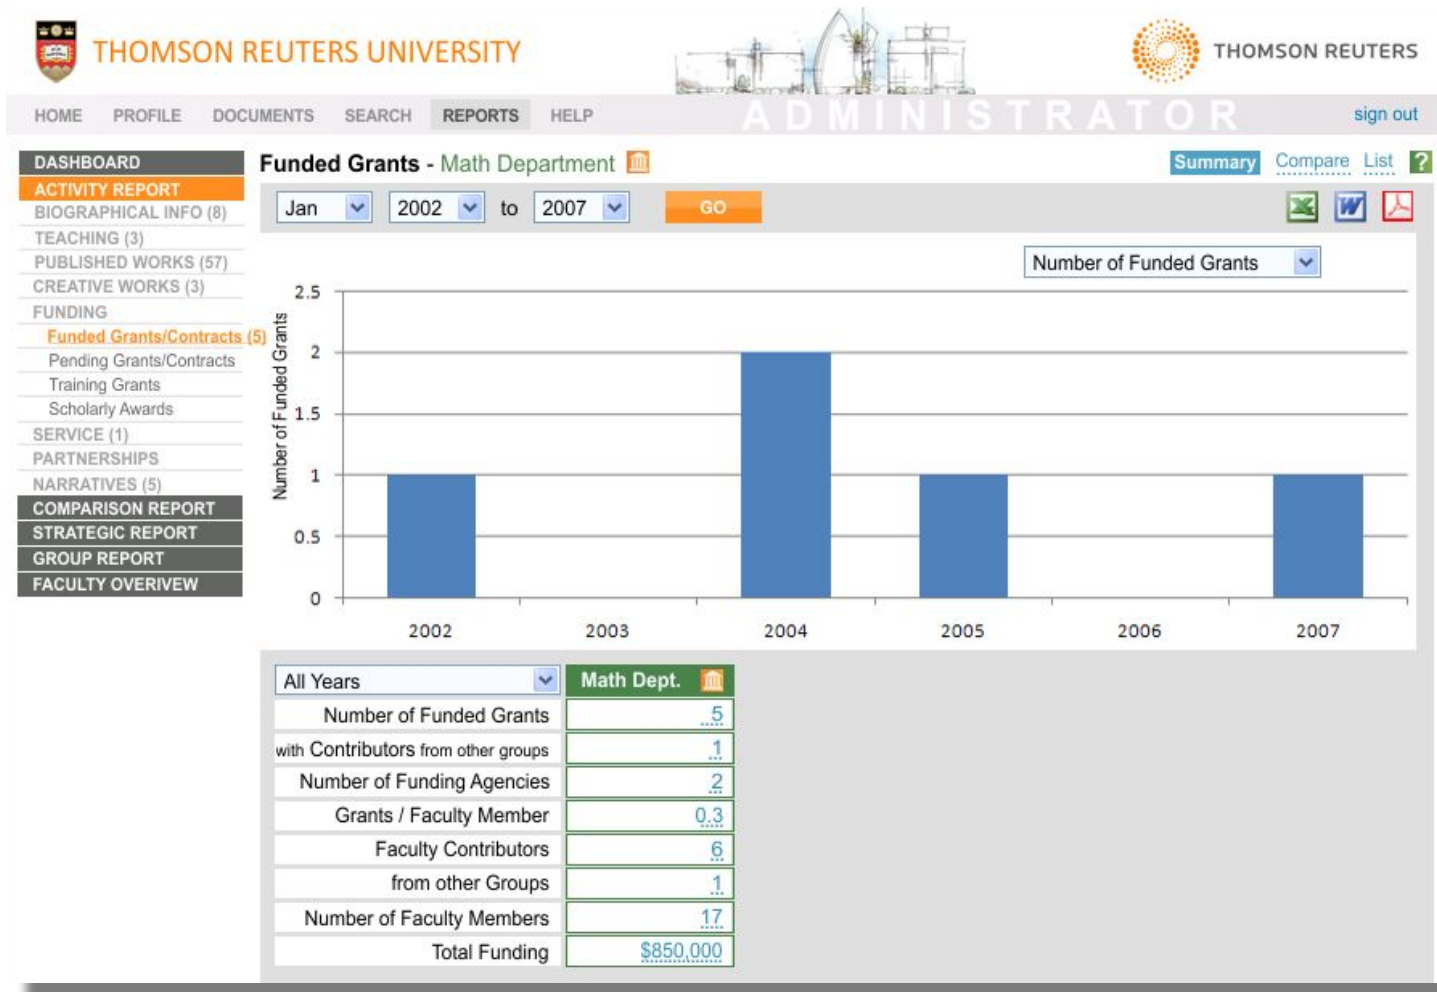 THOMSON REUTERS UNIVERSITY
THOMSON REUTERS
HOME PROFILE DOCUMENTS SEARCH REPORTS HELP
ADMINISTRATOR
sign out
DASHBOARD
ACTIVITY REPORT
BIOGRAPHICAL INFO (8)
TEACHING (3)
PUBLISHED WORKS (57)
CREATIVE WORKS (3)
FUNDING
Funded Grants/Contracts (5)
Pending Grants/Contracts
Training Grants
Scholarly Awards
SERVICE (1)
PARTNERSHIPS
NARRATIVES (5)
COMPARISON REPORT
STRATEGIC REPORT
GROUP REPORT
FACULTY OVERIVEW
Funded Grants - Math Department
Summary Compare List ?
Jan 2002 to 2007 GO
Number of Funded Grants
Number of Funded Grants
2.5
2
1.5
1
0.5
0
2002 2003 2004 2005 2006 2007
All Years Math Dept.
Number of Funded Grants 5
with Contributors from other groups 1
Number of Funding Agencies 2
Grants / Faculty Member 0.3
Faculty Contributors 6
from other Groups 1
Number of Faculty Members 17
Total Funding $850,000